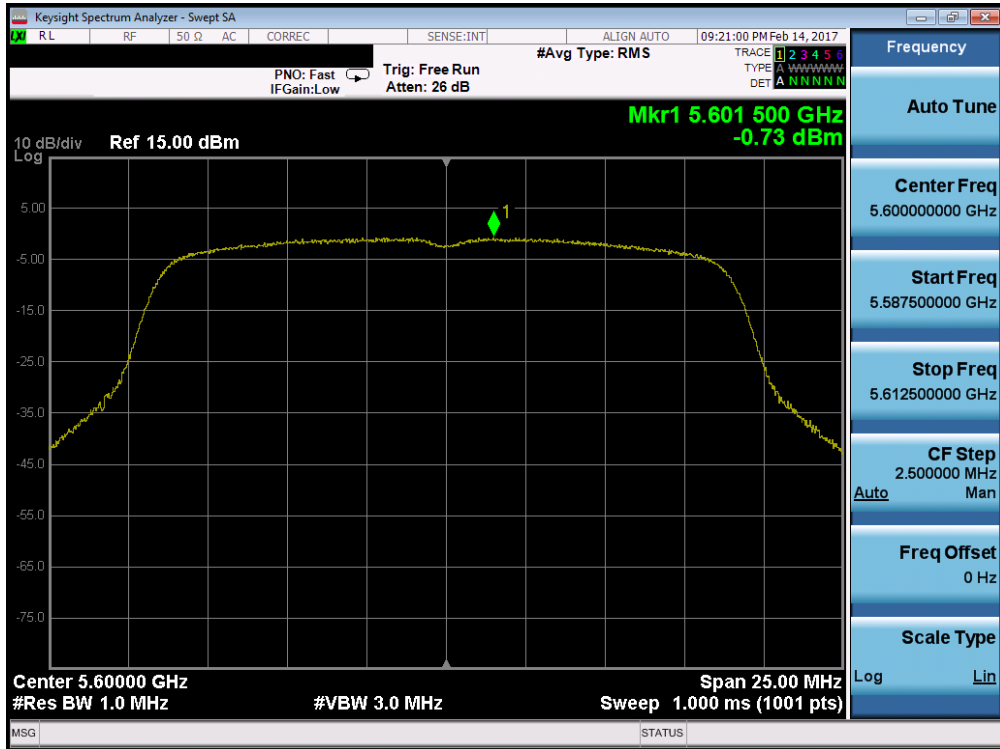 Keysight Spectrum Analyzer - Swept SA
LXI RL RF 50 Ω AC CORREC SENSE:INT ALIGN AUTO 09:21:00 PM Feb 14, 2017
#Avg Type: RMS
TRACE 1 2 3 4 5 6
TYPE A WWWWW
DET A N N N N N
PNO: Fast
IFGain:Low
Trig: Free Run
Atten: 26 dB
Mkr1 5.601 500 GHz
-0.73 dBm
10 dB/div Ref 15.00 dBm
Log
1
5.00
-5.00
-15.0
-25.0
-35.0
-45.0
-55.0
-65.0
-75.0
Center 5.60000 GHz Span 25.00 MHz
#Res BW 1.0 MHz #VBW 3.0 MHz Sweep 1.000 ms (1001 pts)
MSG STATUS
Frequency
Auto Tune
Center Freq
5.600000000 GHz
Start Freq
5.587500000 GHz
Stop Freq
5.612500000 GHz
CF Step
2.500000 MHz
Auto Man
Freq Offset
0 Hz
Scale Type
Log Lin